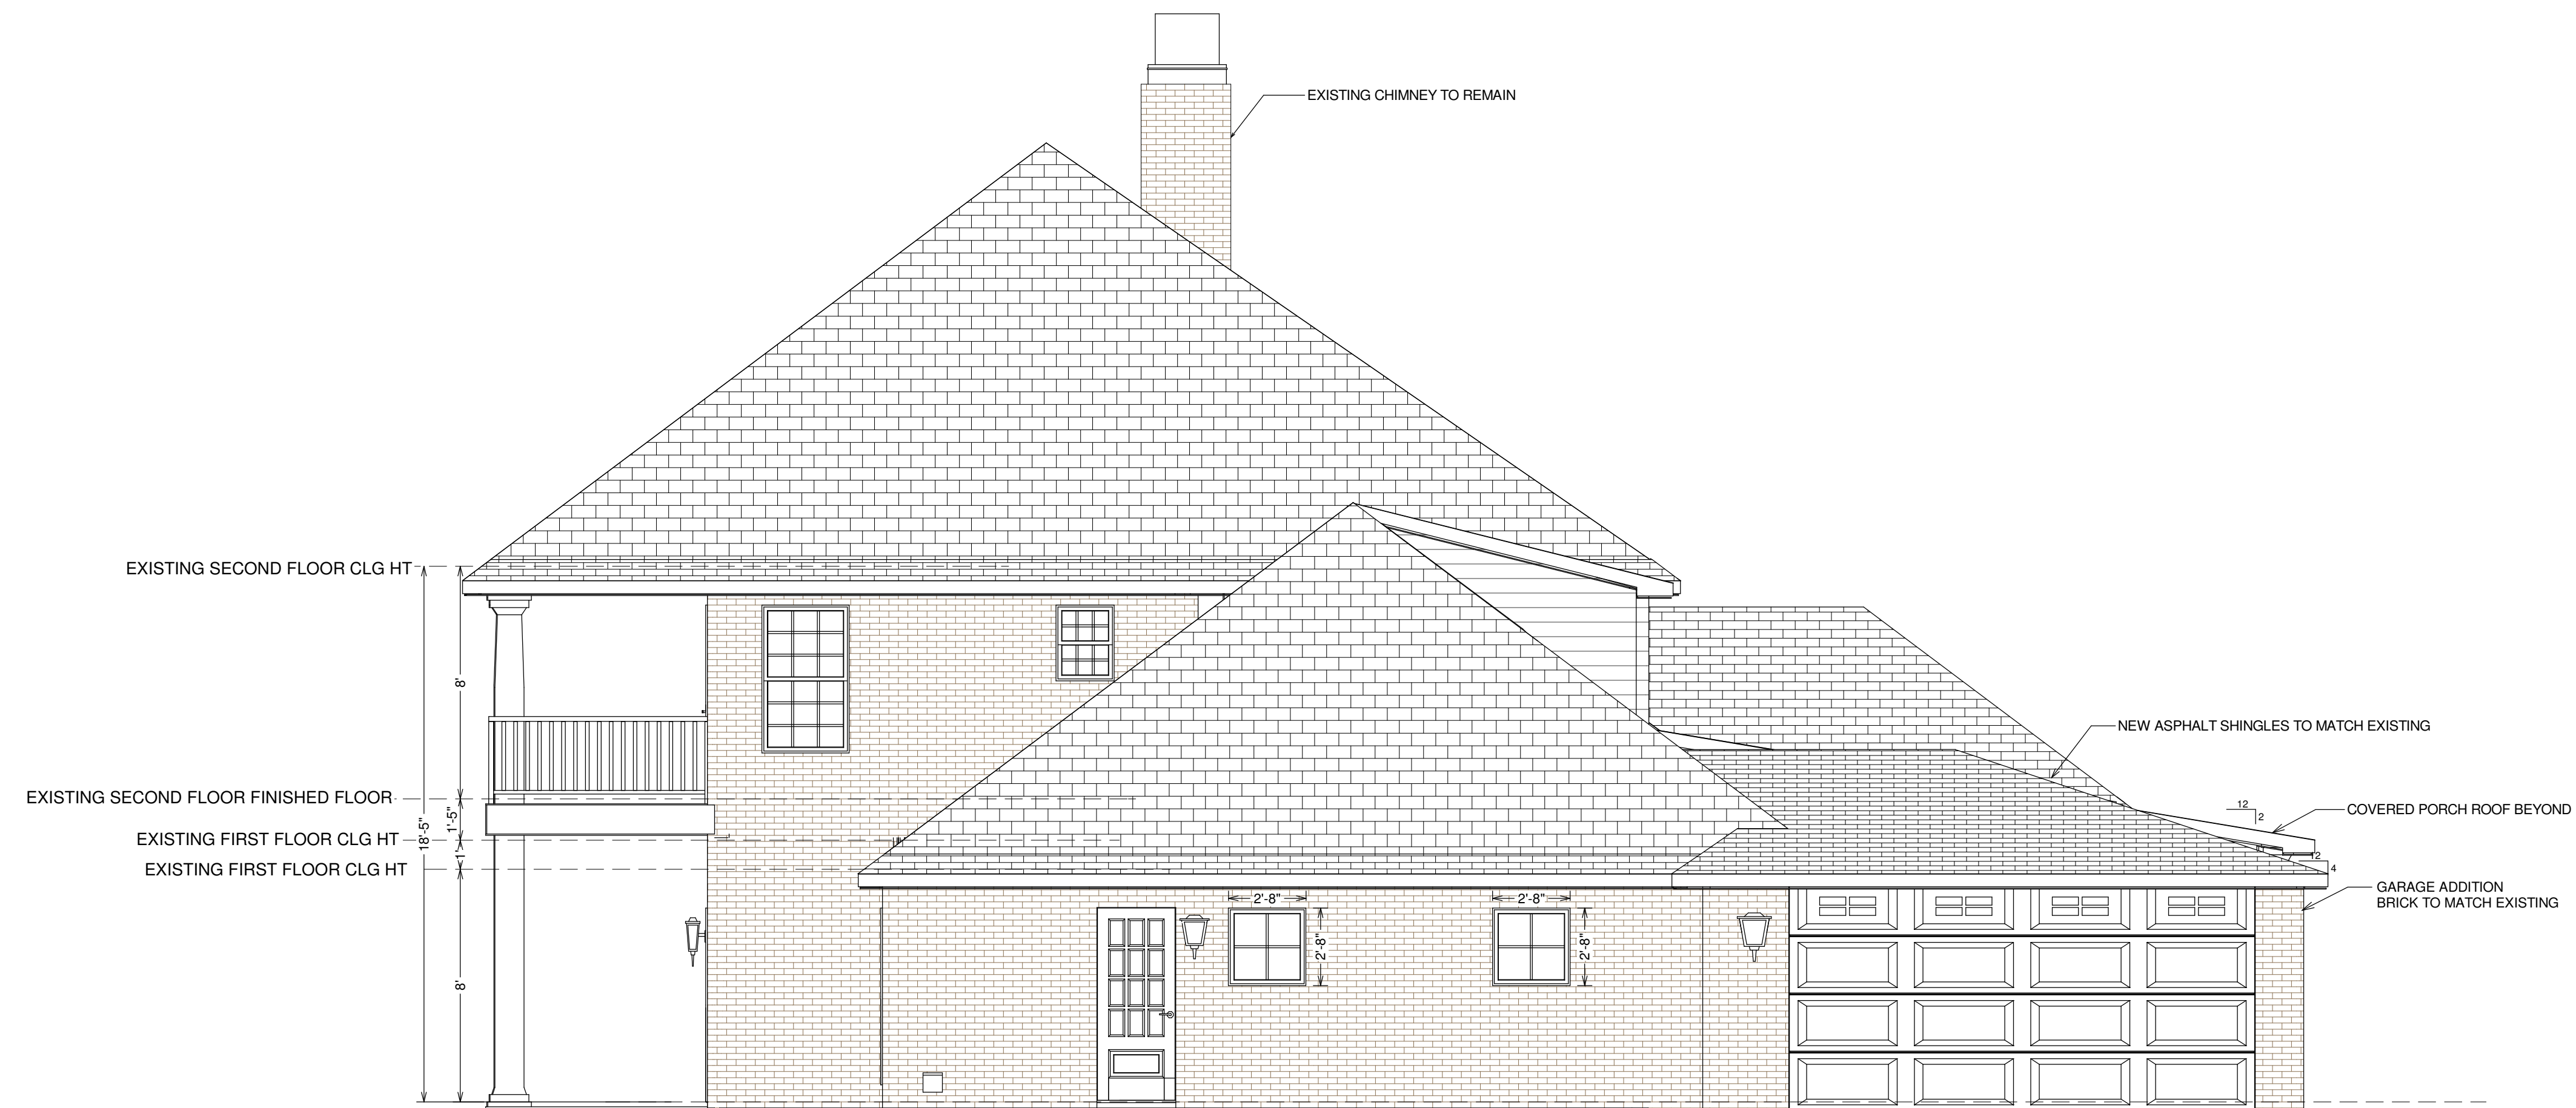 EXISTING CHIMNEY TO REMAIN
EXISTING SECOND FLOOR CLG HT
8'
NEW ASPHALT SHINGLES TO MATCH EXISTING
EXISTING SECOND FLOOR FINISHED FLOOR
12
2
COVERED PORCH ROOF BEYOND
1'-5"
18'-5"
EXISTING FIRST FLOOR CLG HT
1'
12
4
EXISTING FIRST FLOOR CLG HT
GARAGE ADDITION
BRICK TO MATCH EXISTING
2'-8"
2'-8"
2'-8"
2'-8"
8'